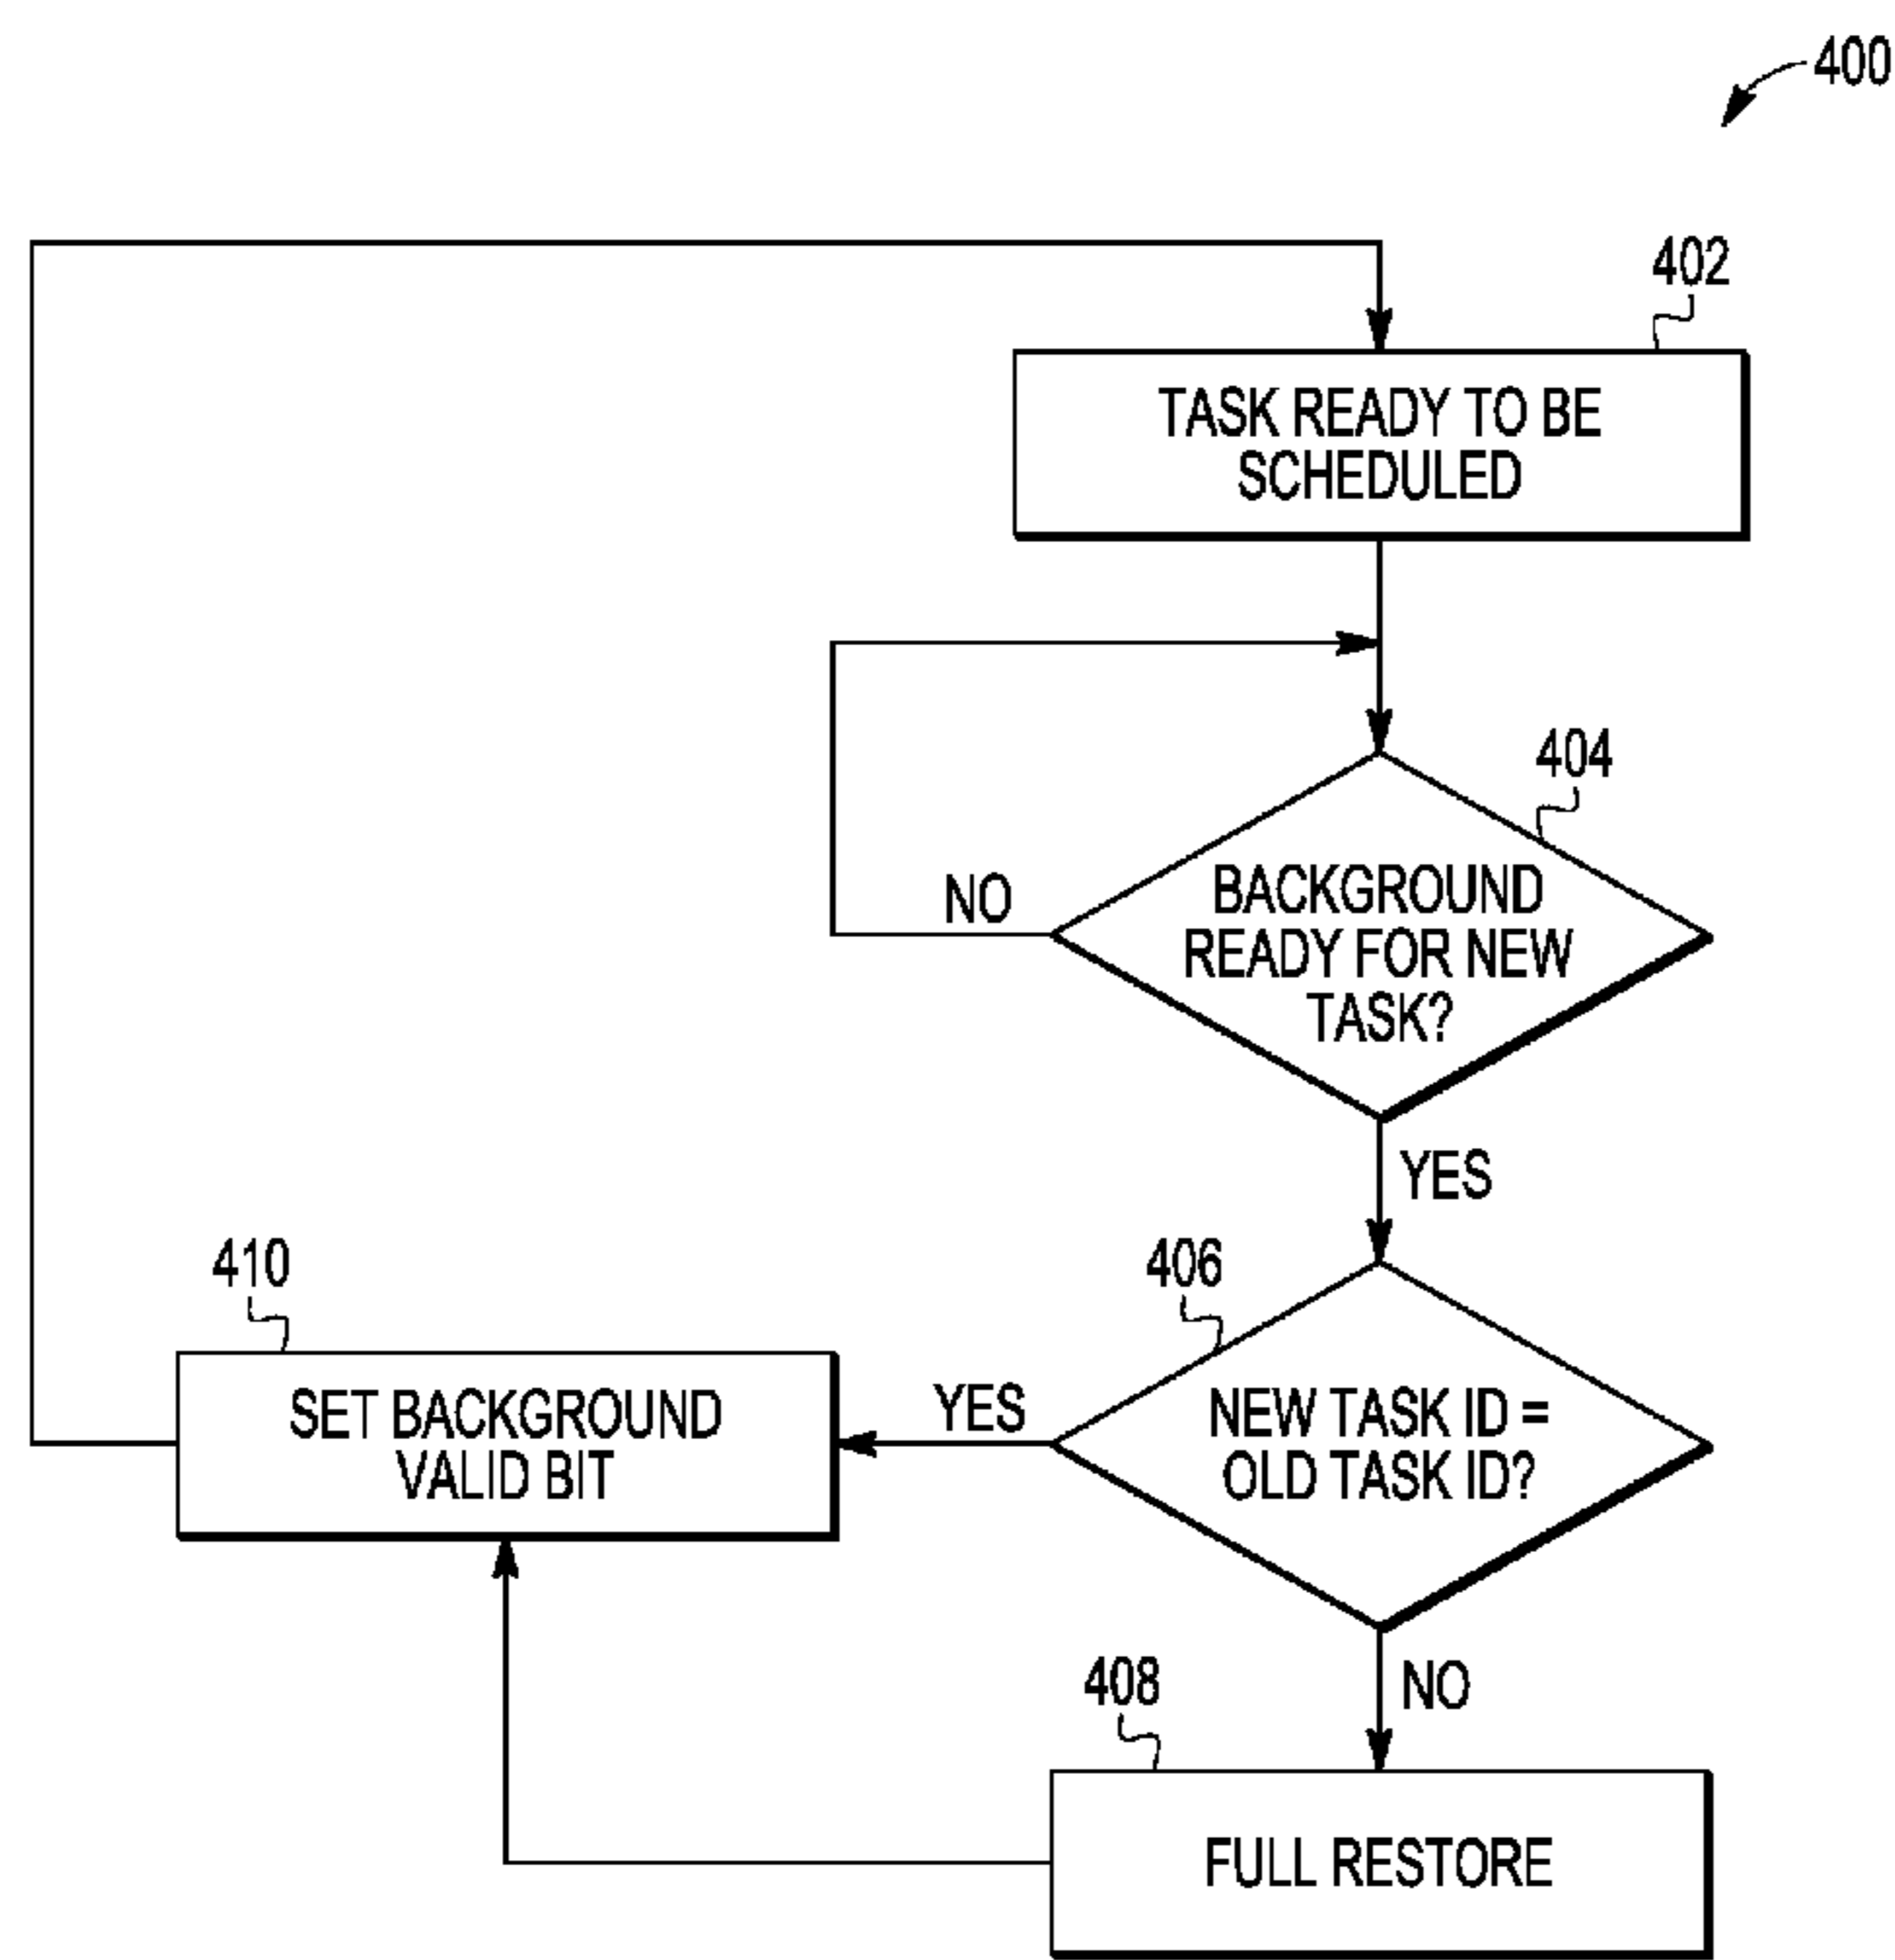 400
402
TASK READY TO BE
SCHEDULED
404
NO
BACKGROUND
READY FOR NEW
TASK?
YES
406
410
SET BACKGROUND
VALID BIT
YES
NEW TASK ID =
OLD TASK ID?
408
NO
FULL RESTORE